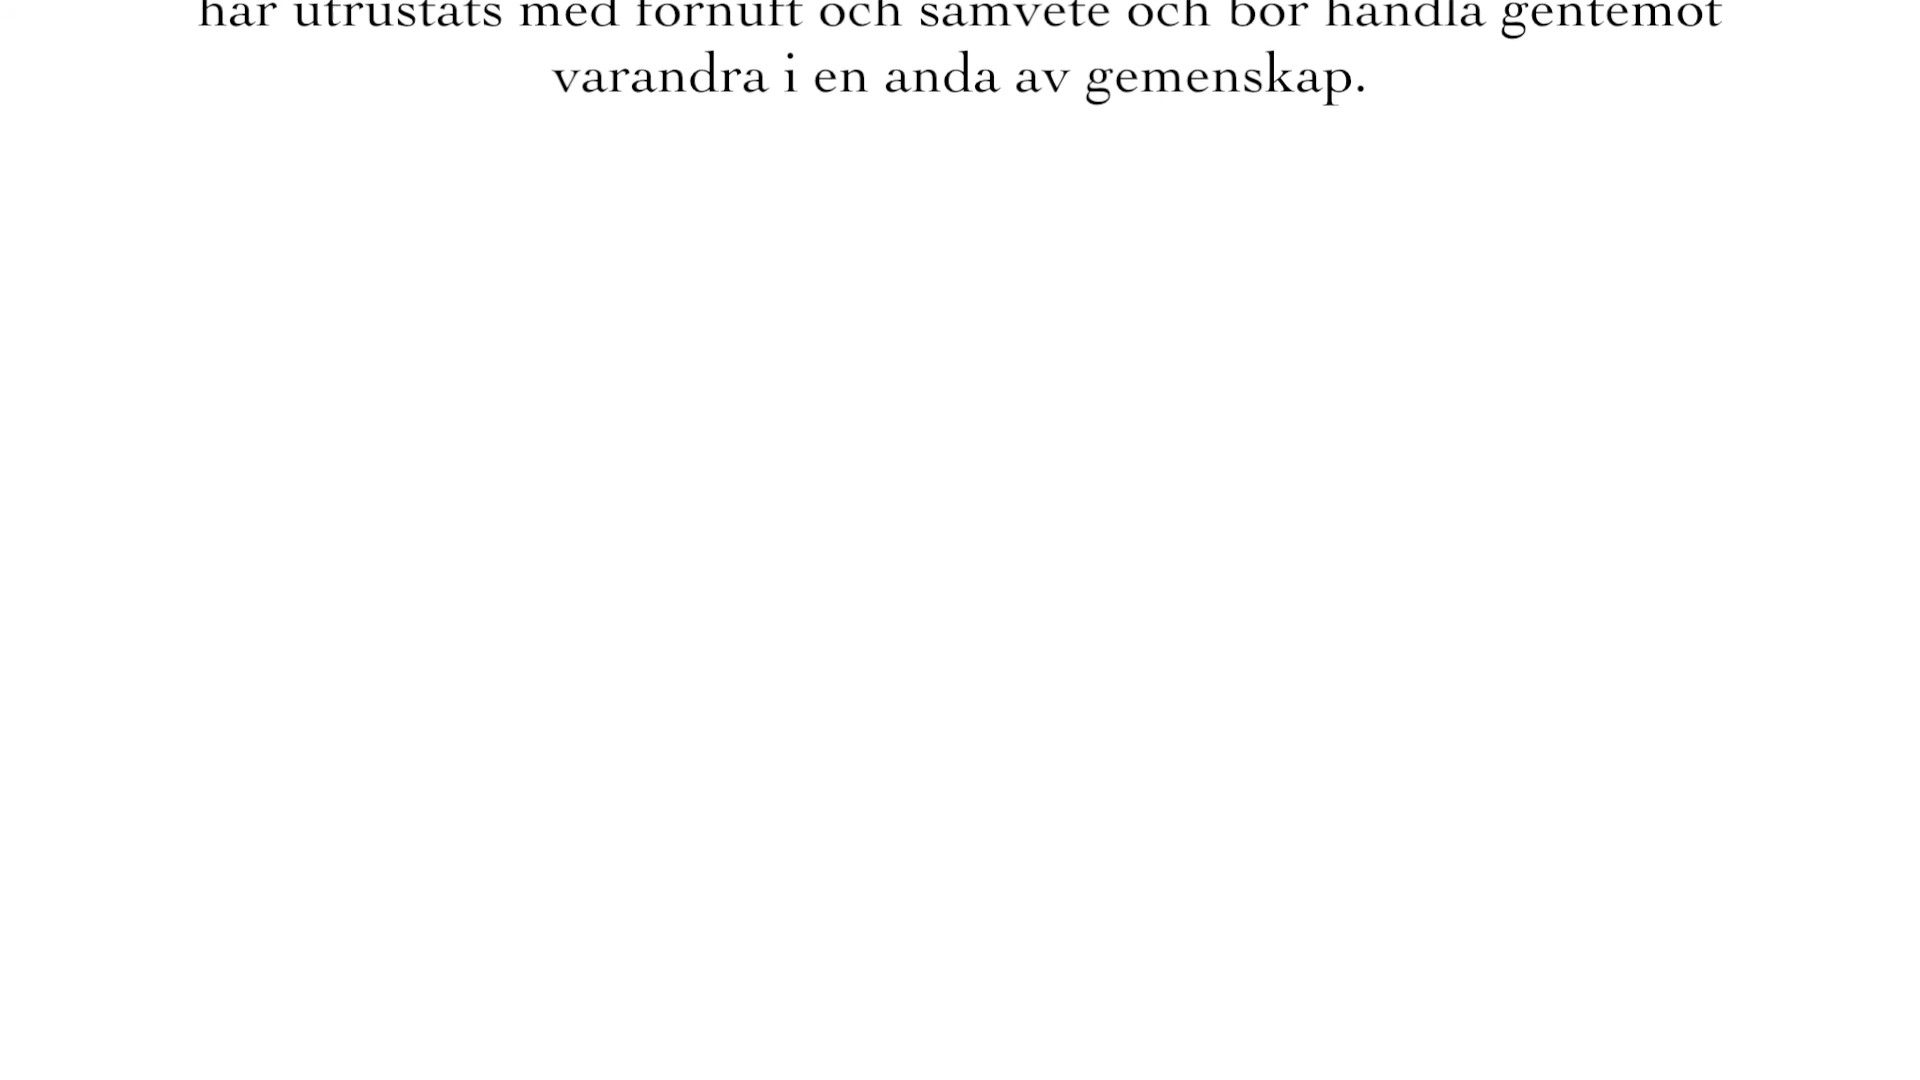 har utrustats med förnuft och samvete och bör handla gentemot
varandra i en anda av gemenskap.